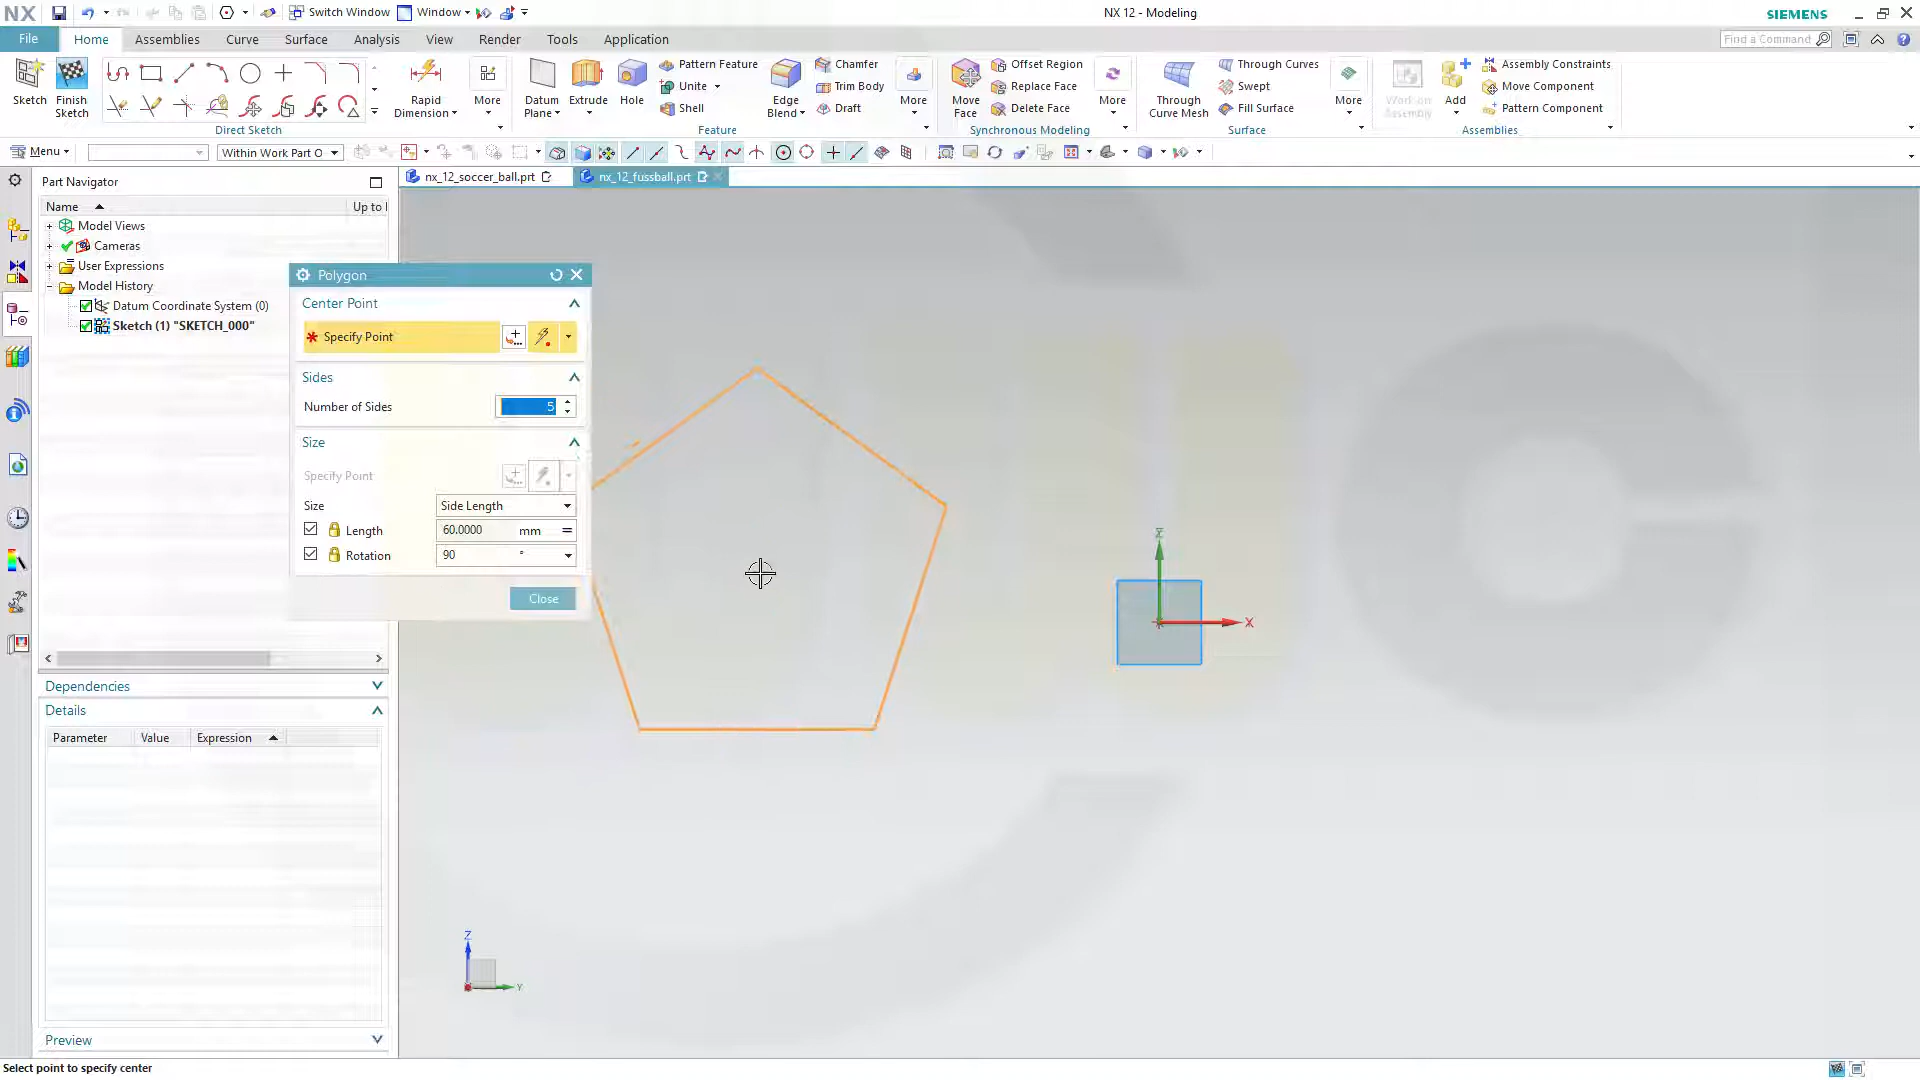 NX
Switch Window
Window
NX 12 - Modeling
SIEMENS
File
Home
Assemblies
Curve
Surface
Analysis
View
Render
Tools
Application
Find a Command
Sketch
Finish Sketch
Rapid Dimension
More
Datum Plane
Extrude
Hole
Pattern Feature
Unite
Shell
Edge Blend
Chamfer
Trim Body
Draft
More
Move Face
Offset Region
Replace Face
Delete Face
More
Through Curve Mesh
Through Curves
Swept
Fill Surface
More
Work on Assembly
Add
Assembly Constraints
Move Component
Pattern Component
Direct Sketch
Feature
Synchronous Modeling
Surface
Assemblies
Menu
Within Work Part O
Part Navigator
nx_12_soccer_ball.prt
nx_12_fussball.prt
Name
Up to
Model Views
Cameras
User Expressions
Model History
Datum Coordinate System (0)
Sketch (1) "SKETCH_000"
Polygon
Center Point
Specify Point
Sides
Number of Sides
5
Size
Specify Point
Size
Side Length
Length
60.0000
mm
Rotation
90
°
Close
Z
X
Dependencies
Details
Parameter
Value
Expression
Z
Y
Preview
Select point to specify center